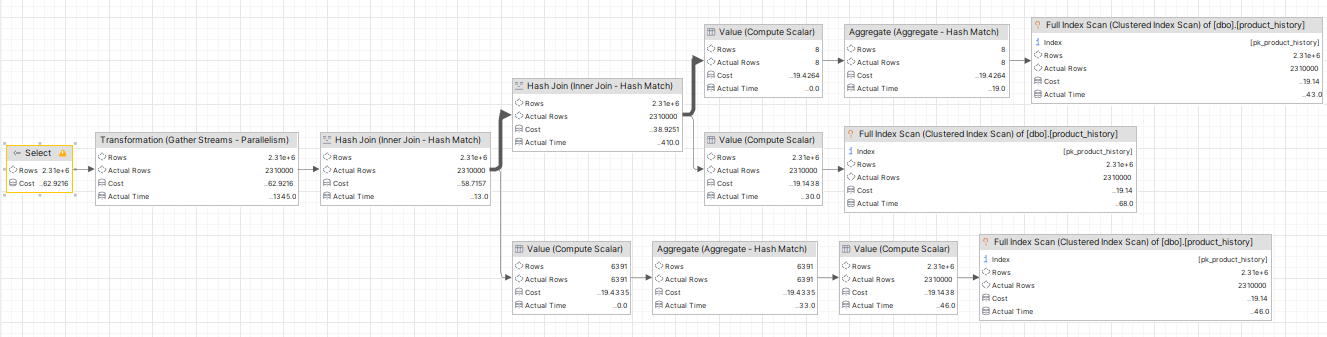 Select
Rows 2.31e+6
Cost ..62.9216
Transformation (Gather Streams - Parallelism)
Rows 2.31e+6
Actual Rows 2310000
Cost ..62.9216
Actual Time ..1345.0
Hash Join (Inner Join - Hash Match)
Rows 2.31e+6
Actual Rows 2310000
Cost ..58.7157
Actual Time ..13.0
Hash Join (Inner Join - Hash Match)
Rows 2.31e+6
Actual Rows 2310000
Cost ..38.9251
Actual Time ..410.0
Value (Compute Scalar)
Rows 8
Actual Rows 8
Cost ..19.4264
Actual Time ..0.0
Aggregate (Aggregate - Hash Match)
Rows 8
Actual Rows 8
Cost ..19.4264
Actual Time ..19.0
Full Index Scan (Clustered Index Scan) of [dbo].[product_history]
Index [pk_product_history]
Rows 2.31e+6
Actual Rows 2310000
Cost ..19.14
Actual Time ..43.0
Value (Compute Scalar)
Rows 2.31e+6
Actual Rows 2310000
Cost ..19.1438
Actual Time ..30.0
Full Index Scan (Clustered Index Scan) of [dbo].[product_history]
Index [pk_product_history]
Rows 2.31e+6
Actual Rows 2310000
Cost ..19.14
Actual Time ..68.0
Value (Compute Scalar)
Rows 6391
Actual Rows 6391
Cost ..19.4335
Actual Time ..0.0
Aggregate (Aggregate - Hash Match)
Rows 6391
Actual Rows 6391
Cost ..19.4335
Actual Time ..33.0
Value (Compute Scalar)
Rows 2.31e+6
Actual Rows 2310000
Cost ..19.1438
Actual Time ..46.0
Full Index Scan (Clustered Index Scan) of [dbo].[product_history]
Index [pk_product_history]
Rows 2.31e+6
Actual Rows 2310000
Cost ..19.14
Actual Time ..46.0